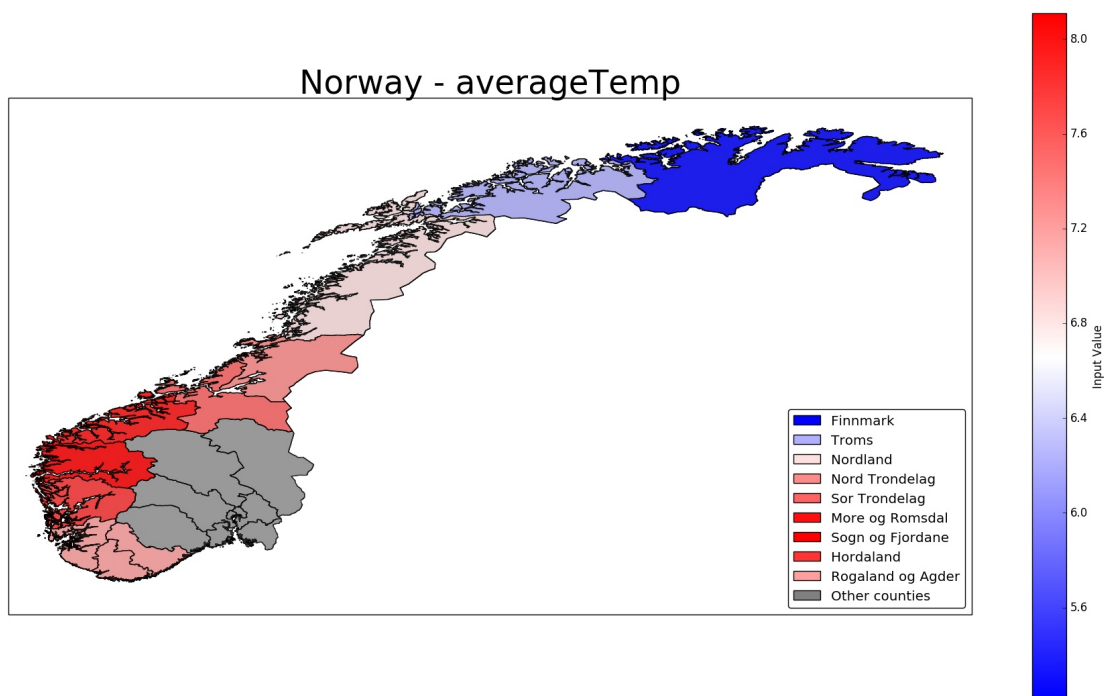 Norway - averageTemp
8.0
7.6
7.2
6.8
6.4
6.0
5.6
Input Value
Finnmark
Troms
Nordland
Nord Trondelag
Sor Trondelag
More og Romsdal
Sogn og Fjordane
Hordaland
Rogaland og Agder
Other counties